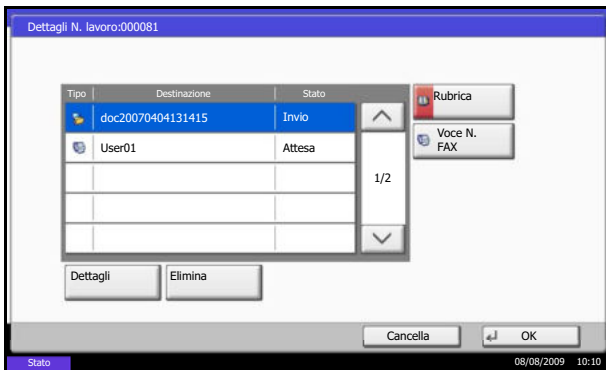 Dettagli N. lavoro:000081
Tipo Destinazione Stato
doc20070404131415 Invio
User01 Attesa
1/2
Rubrica
Voce N.
FAX
Dettagli Elimina
Cancella OK
Stato 08/08/2009 10:10